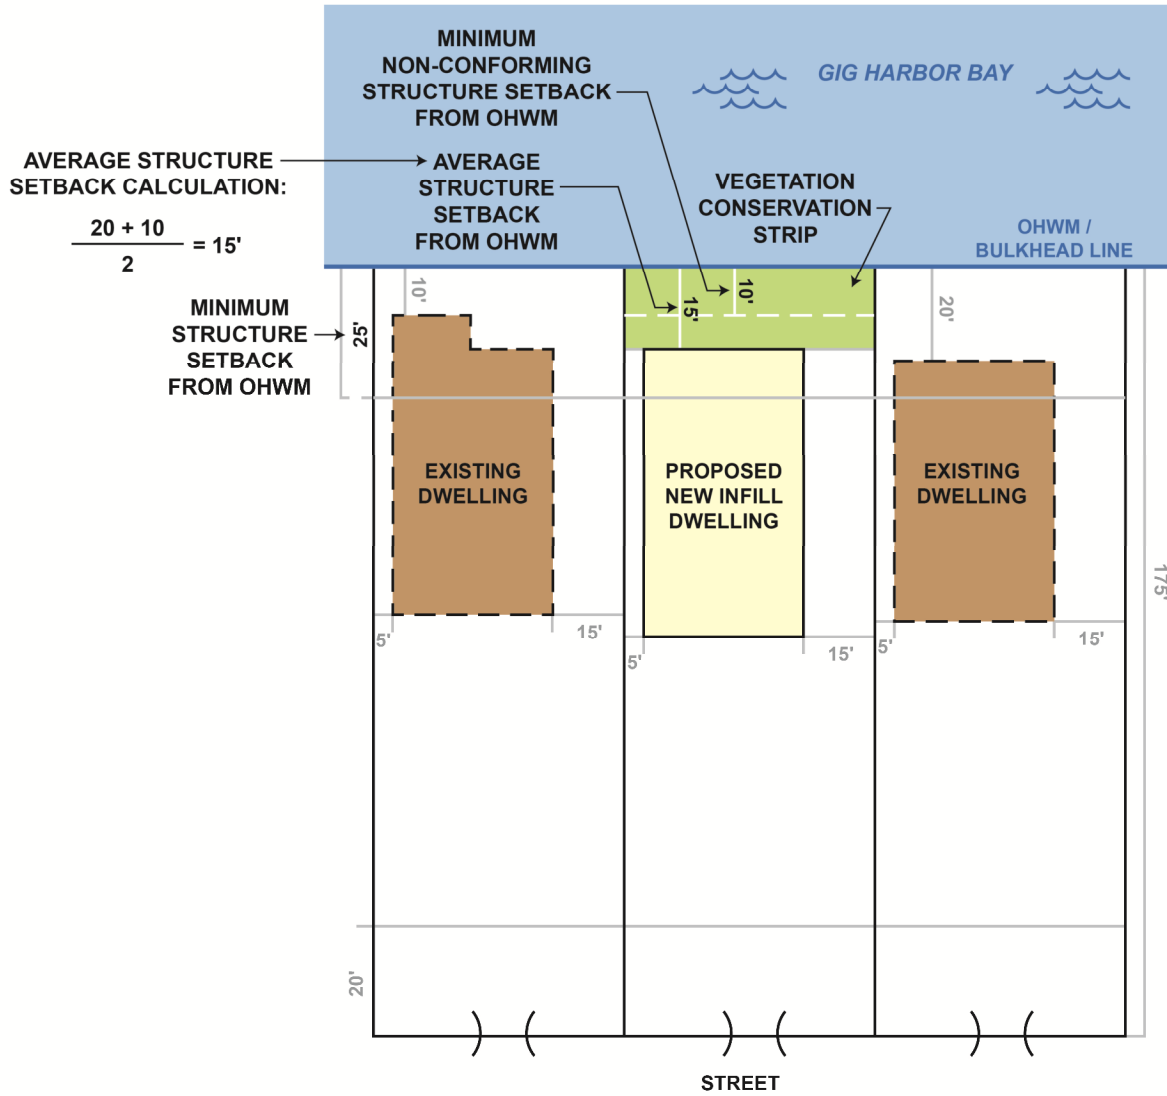 MINIMUM
NON-CONFORMING
STRUCTURE SETBACK
FROM OHWM
GIG HARBOR BAY
AVERAGE STRUCTURE
SETBACK CALCULATION:
20 + 10
2
= 15'
AVERAGE
STRUCTURE
SETBACK
FROM OHWM
VEGETATION
CONSERVATION
STRIP
OHWM /
BULKHEAD LINE
MINIMUM
STRUCTURE
SETBACK
FROM OHWM
25'
10'
15'
10'
20'
EXISTING
DWELLING
PROPOSED
NEW INFILL
DWELLING
EXISTING
DWELLING
175'
5'
15'
5'
15'
5'
15'
20'
STREET